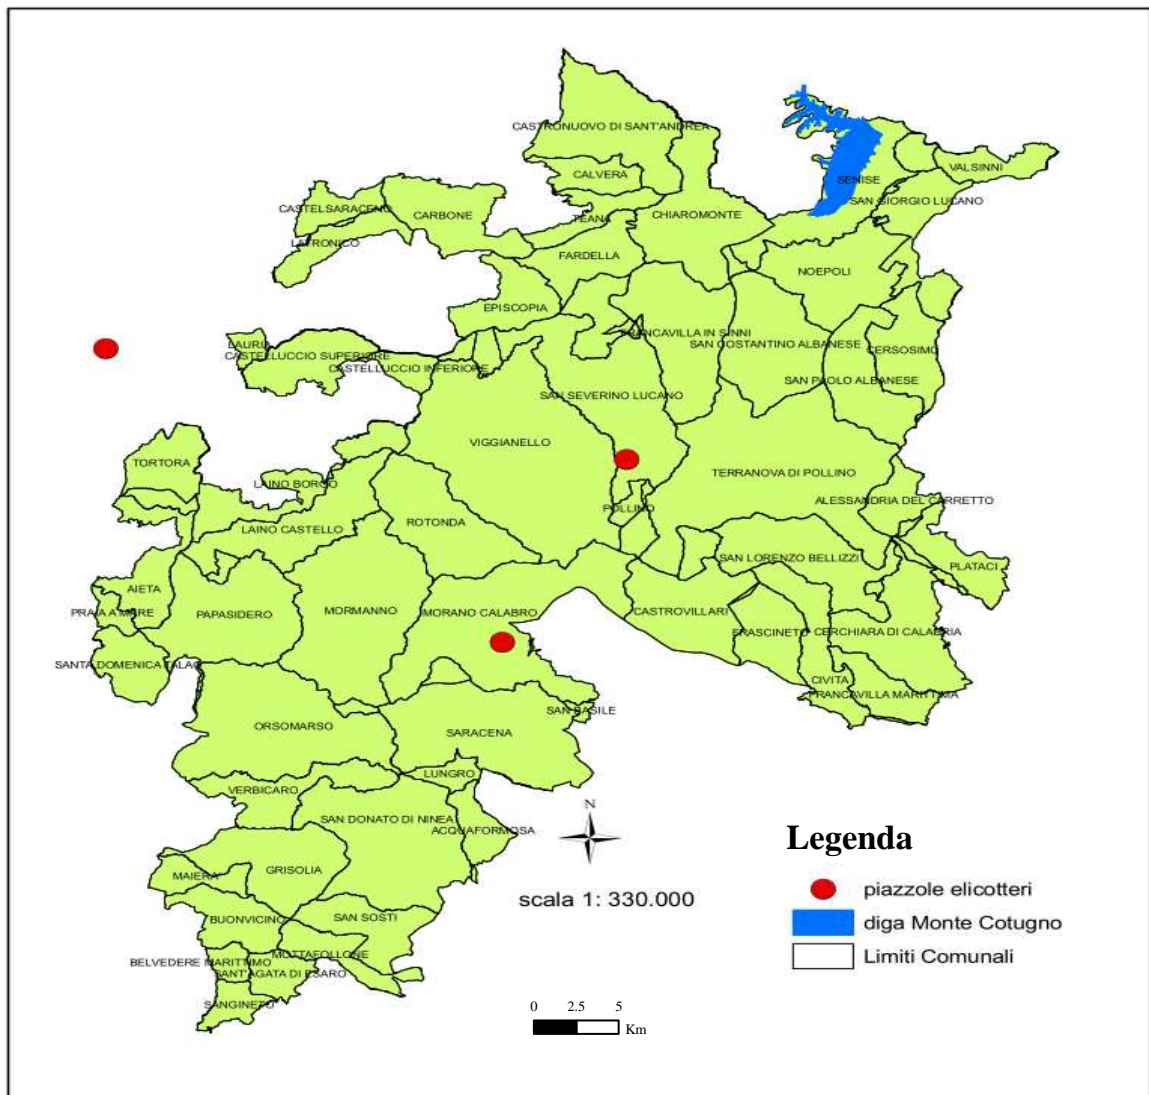 CASTRONUOVO DI SANT'ANDREA
CALVERA
VALSINNI
SENISE
SAN GIORGIO LUCANO
CASTELSARACENO
CARBONE
TEANA
CHIAROMONTE
LATRONICO
FARDELLA
NOEPOLI
EPISCOPIA
FRANCAVILLA IN SINNI
SAN COSTANTINO ALBANESE
CERSOSIMO
LAURIA
CASTELLUCCIO SUPERIORE
CASTELLUCCIO INFERIORE
SAN PAOLO ALBANESE
SAN SEVERINO LUCANO
VIGGIANELLO
TORTORA
TERRANOVA DI POLLINO
LAINO BORGO
ALESSANDRIA DEL CARRETTO
POLLINO
ROTONDA
LAINO CASTELLO
SAN LORENZO BELLIZZI
PLATACI
AIETA
PRAIA A MARE
PAPASIDERO
MORMANNO
MORANO CALABRO
CASTROVILLARI
FRASCINETO
CERCHIARA DI CALABRIA
SANTA DOMENICA TALAO
CIVITA
FRANCAVILLA MARITTIMA
SAN BASILE
ORSOMARSO
SARACENA
LUNGRO
VERBICARO
SAN DONATO DI NINEA
ACQUAFORMOSA
MAIERA'
GRISOLIA
BUONVICINO
SAN SOSTI
MOTTAFOLLONE
BELVEDERE MARITTIMO
SANT'AGATA DI ESARO
SANGINETO
N
scala 1: 330.000
Legenda
piazzole elicotteri
diga Monte Cotugno
Limiti Comunali
0 2.5 5
Km